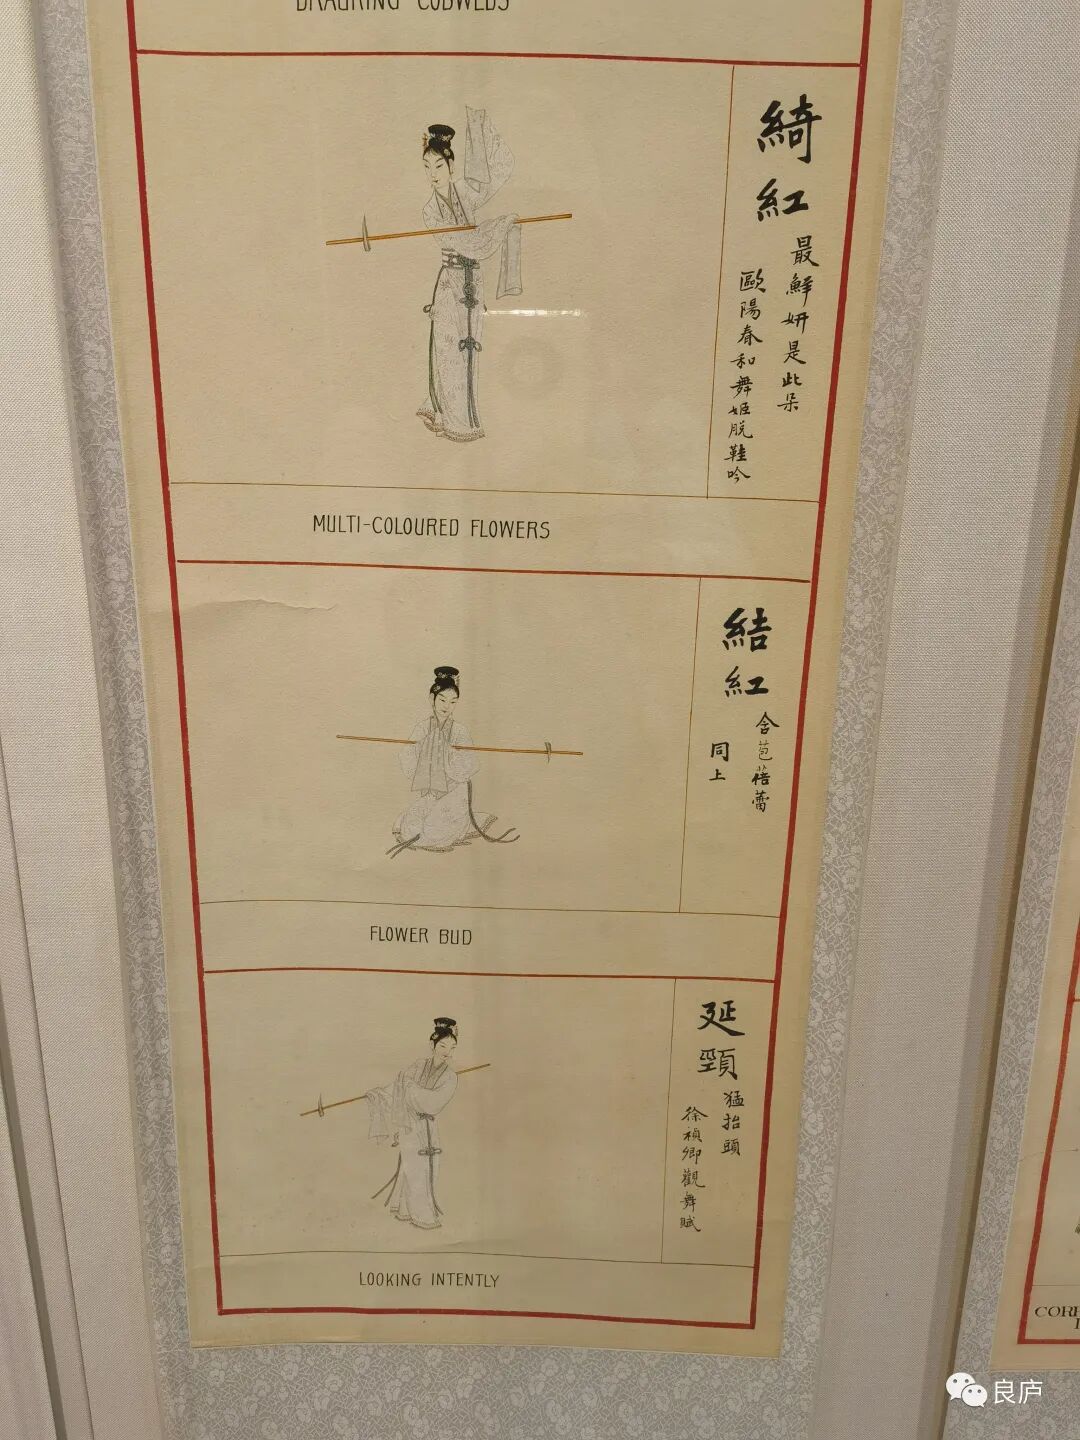 DRAGRING COBWEBS
綺紅
最鮮妍是此朵
歐陽春和舞姬脫鞋吟
MULTI-COLOURED FLOWERS
結紅
含苞蓓蕾
同上
FLOWER BUD
延頸
猛抬頭
徐禎卿觀舞賦
LOOKING INTENTLY
良庐